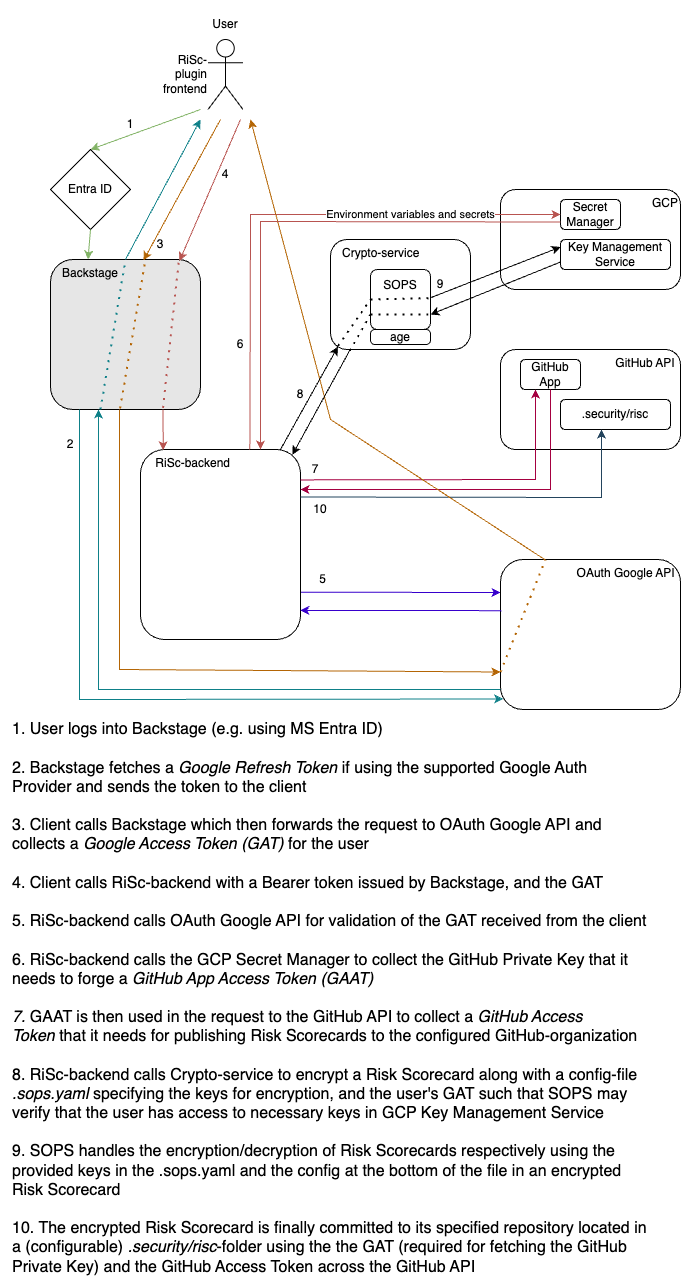 User
RiSc-
plugin
frontend
1
4
Entra ID
3
GCP
Secret
Manager
Environment variables and secrets
Key Management
Service
Crypto-service
SOPS
9
age
Backstage
6
8
GitHub API
GitHub
App
.security/risc
2
RiSc-backend
7
10
5
OAuth Google API
1. User logs into Backstage (e.g. using MS Entra ID)
2. Backstage fetches a Google Refresh Token if using the supported Google Auth
Provider and sends the token to the client
3. Client calls Backstage which then forwards the request to OAuth Google API and
collects a Google Access Token (GAT) for the user
4. Client calls RiSc-backend with a Bearer token issued by Backstage, and the GAT
5. RiSc-backend calls OAuth Google API for validation of the GAT received from the client
6. RiSc-backend calls the GCP Secret Manager to collect the GitHub Private Key that it
needs to forge a GitHub App Access Token (GAAT)
7. GAAT is then used in the request to the GitHub API to collect a GitHub Access
Token that it needs for publishing Risk Scorecards to the configured GitHub-organization
8. RiSc-backend calls Crypto-service to encrypt a Risk Scorecard along with a config-file
.sops.yaml specifying the keys for encryption, and the user's GAT such that SOPS may
verify that the user has access to necessary keys in GCP Key Management Service
9. SOPS handles the encryption/decryption of Risk Scorecards respectively using the
provided keys in the .sops.yaml and the config at the bottom of the file in an encrypted
Risk Scorecard
10. The encrypted Risk Scorecard is finally committed to its specified repository located in
a (configurable) .security/risc-folder using the the GAT (required for fetching the GitHub
Private Key) and the GitHub Access Token across the GitHub API